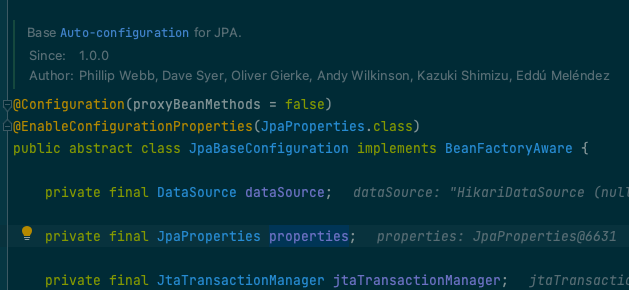 Base Auto-configuration for JPA.
Since: 1.0.0
Author: Phillip Webb, Dave Syer, Oliver Gierke, Andy Wilkinson, Kazuki Shimizu, Eddú Meléndez
@Configuration(proxyBeanMethods = false)
@EnableConfigurationProperties(JpaProperties.class)
public abstract class JpaBaseConfiguration implements BeanFactoryAware {
private final DataSource dataSource; dataSource: "HikariDataSource (nul
private final JpaProperties properties; properties: JpaProperties@6631
private final JtaTransactionManager jtaTransactionManager; jtaTransactio